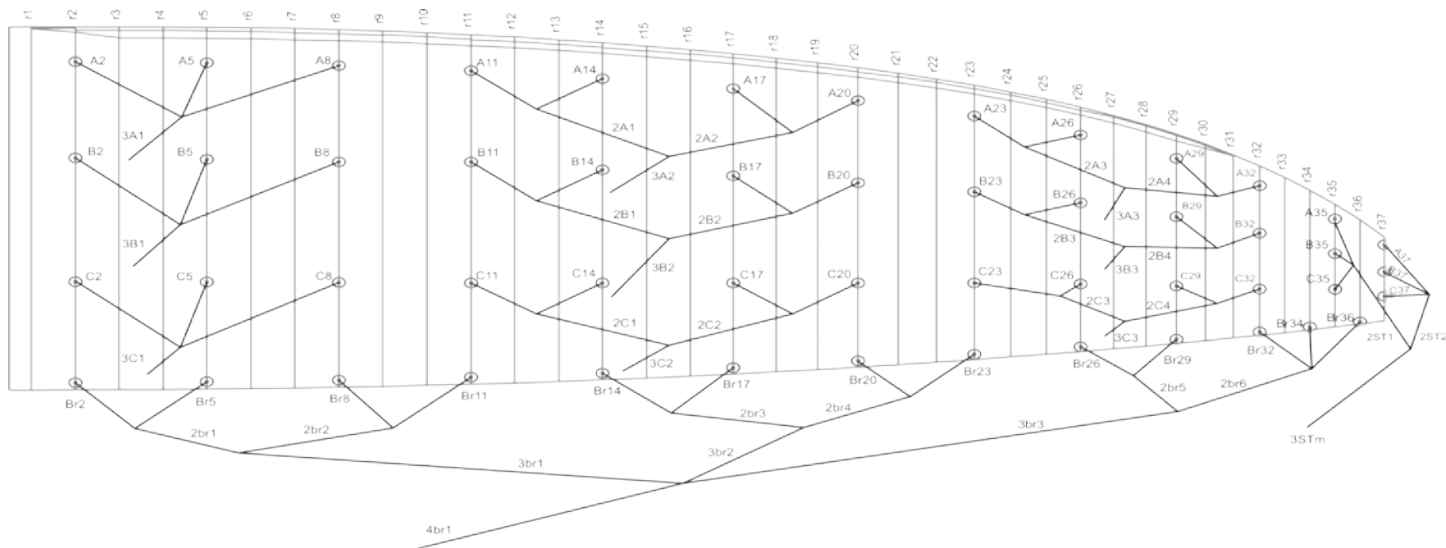 r1 r2 r3 r4 r5 r6 r7 r8 r9 r10 r11 r12 r13 r14 r15 r16 r17 r18 r19 r20 r21 r22 r23 r24 r25 r26 r27 r28 r29 r30 r31 r32 r33 r34 r35 r36 r37
A2 A5 A8 A11 A14 A17 A20 A23 A26 A29 A32 A35 A37
3A1 2A1 2A2 3A2 2A3 2A4 3A3
B2 B5 B8 B11 B14 B17 B20 B23 B26 B29 B32 B35 B37
3B1 2B1 2B2 3B2 2B3 2B4 3B3
C2 C5 C8 C11 C14 C17 C20 C23 C26 C29 C32 C35 C37
3C1 2C1 2C2 3C2 2C3 2C4 3C3
Br2 Br5 Br8 Br11 Br14 Br17 Br20 Br23 Br26 Br29 Br32 Br34 Br36
2ST1 2ST2
2br1 2br2 2br3 2br4 2br5 2br6
3br1 3br2 3br3 3STm
4br1